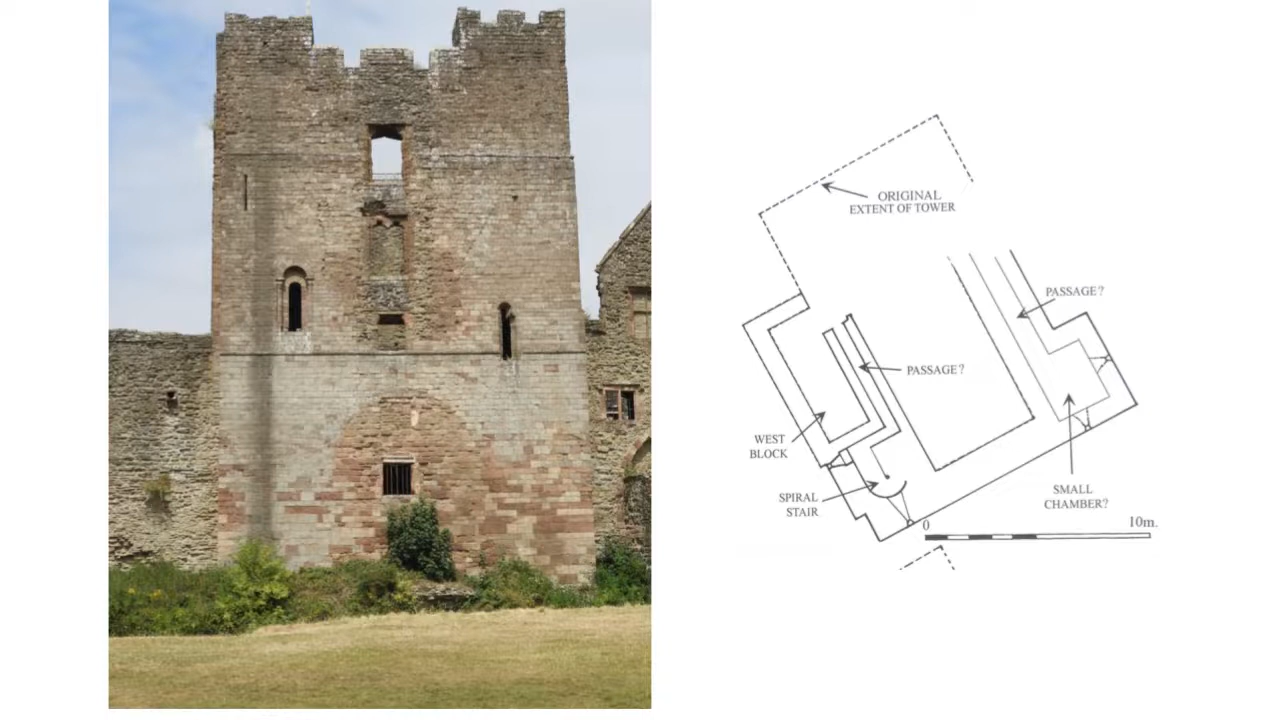 ORIGINAL
EXTENT OF TOWER
PASSAGE?
PASSAGE?
WEST
BLOCK
SPIRAL
STAIR
SMALL
CHAMBER?
0
10m.